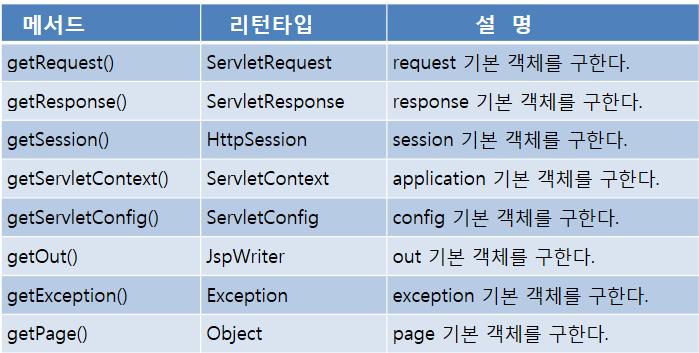 메서드 리턴타입 설 명
getRequest() ServletRequest request 기본 객체를 구한다.
getResponse() ServletResponse response 기본 객체를 구한다.
getSession() HttpSession session 기본 객체를 구한다.
getServletContext() ServletContext application 기본 객체를 구한다.
getServletConfig() ServletConfig config 기본 객체를 구한다.
getOut() JspWriter out 기본 객체를 구한다.
getException() Exception exception 기본 객체를 구한다.
getPage() Object page 기본 객체를 구한다.